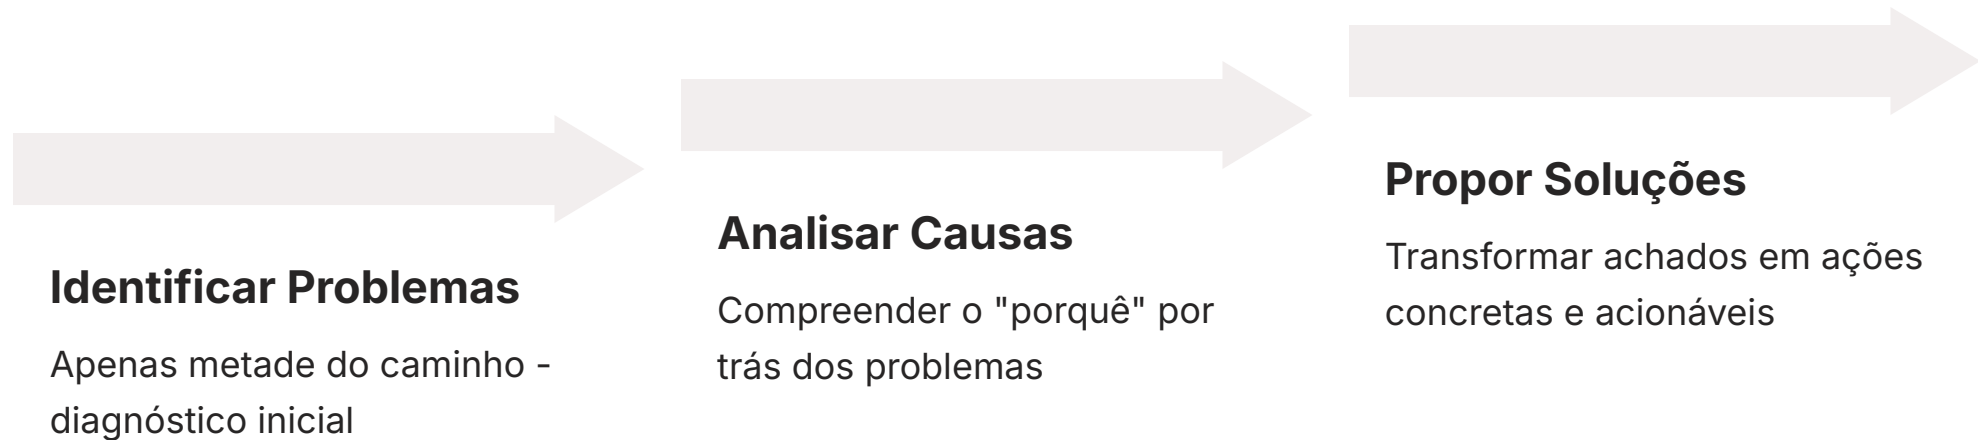 Identificar Problemas
Apenas metade do caminho -
diagnóstico inicial
Analisar Causas
Compreender o "porquê" por
trás dos problemas
Propor Soluções
Transformar achados em ações
concretas e acionáveis